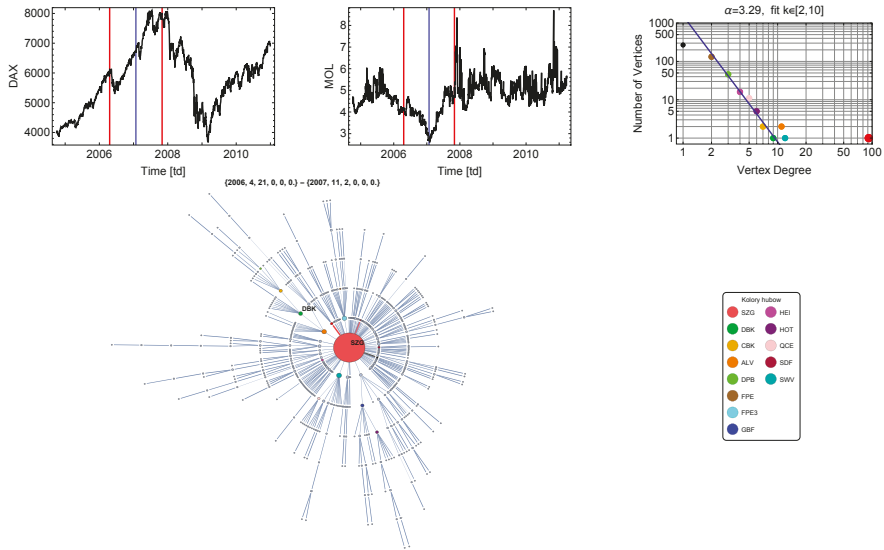 8000
7000
6000
5000
4000
DAX
2006
2008
2010
Time [td]
8
7
6
5
4
3
MOL
2006
2008
2010
Time [td]
α=3.29, fit k∈[2,10]
1000
500
100
50
10
5
1
Number of Vertices
1
2
5
10
20
50
100
Vertex Degree
{2006, 4, 21, 0, 0, 0.} – {2007, 11, 2, 0, 0, 0.}
DBK
SZG
Kolory hubow
SZG
HEI
DBK
HOT
CBK
QCE
ALV
SDF
DPB
SWV
FPE
FPE3
GBF